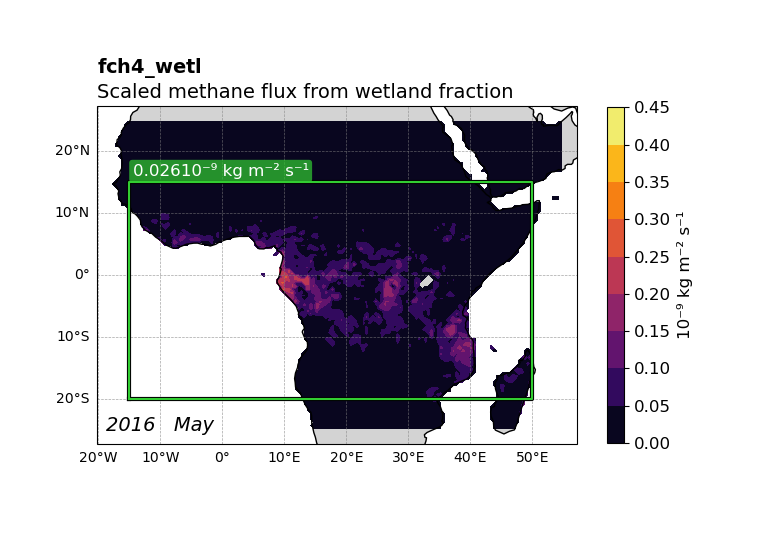 fch4_wetl
Scaled methane flux from wetland fraction
0.02610⁻⁹ kg m⁻² s⁻¹
20°N
10°N
0°
10°S
20°S
2016 May
20°W 10°W 0° 10°E 20°E 30°E 40°E 50°E
0.45
0.40
0.35
0.30
0.25
0.20
0.15
0.10
0.05
0.00
10⁻⁹ kg m⁻² s⁻¹